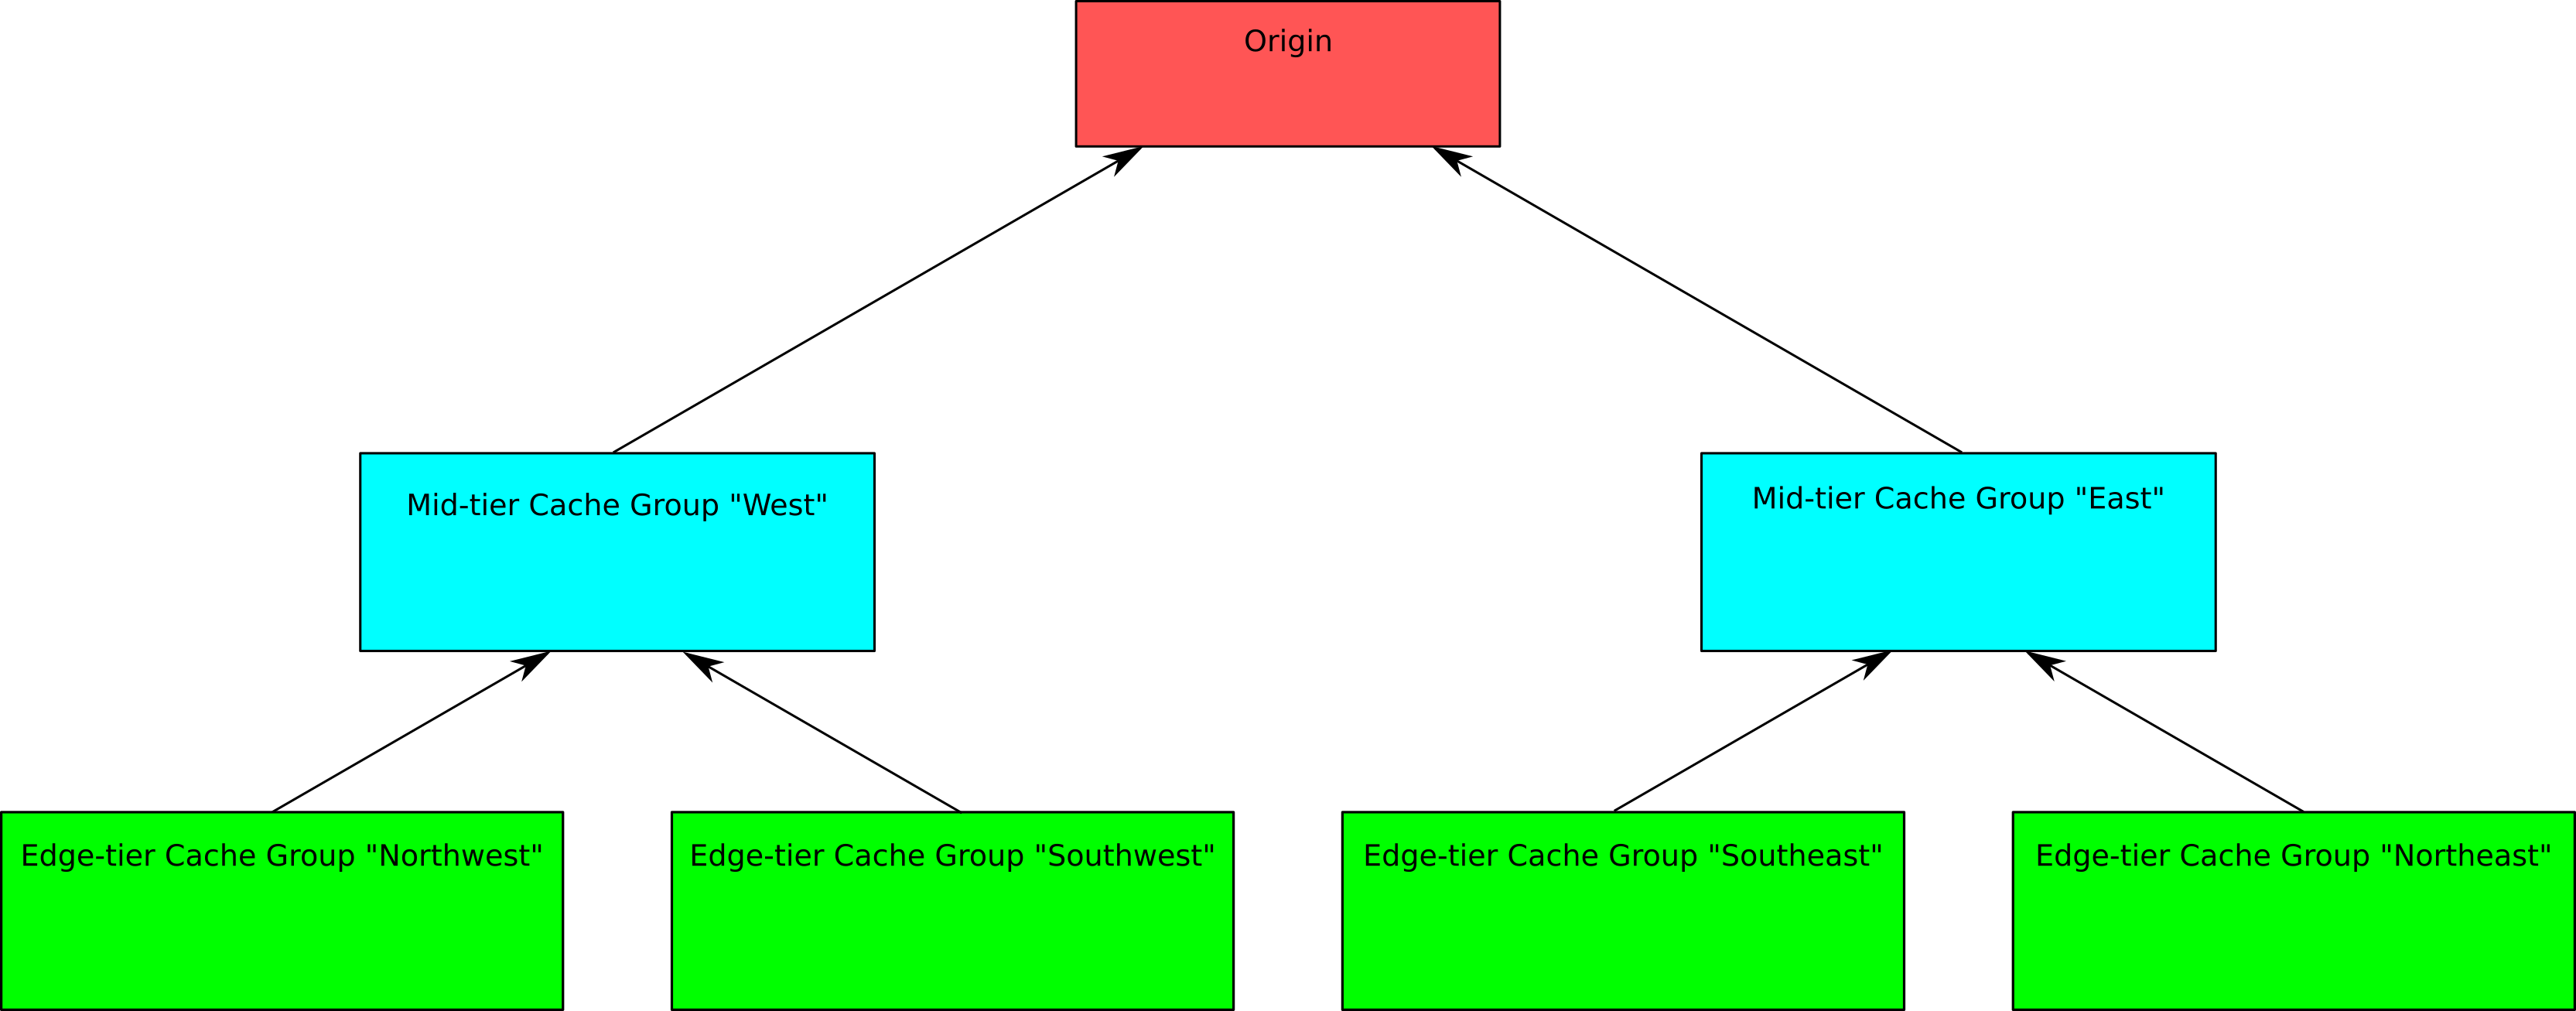 Origin
Mid-tier Cache Group "West"
Mid-tier Cache Group "East"
Edge-tier Cache Group "Northwest"
Edge-tier Cache Group "Southwest"
Edge-tier Cache Group "Southeast"
Edge-tier Cache Group "Northeast"